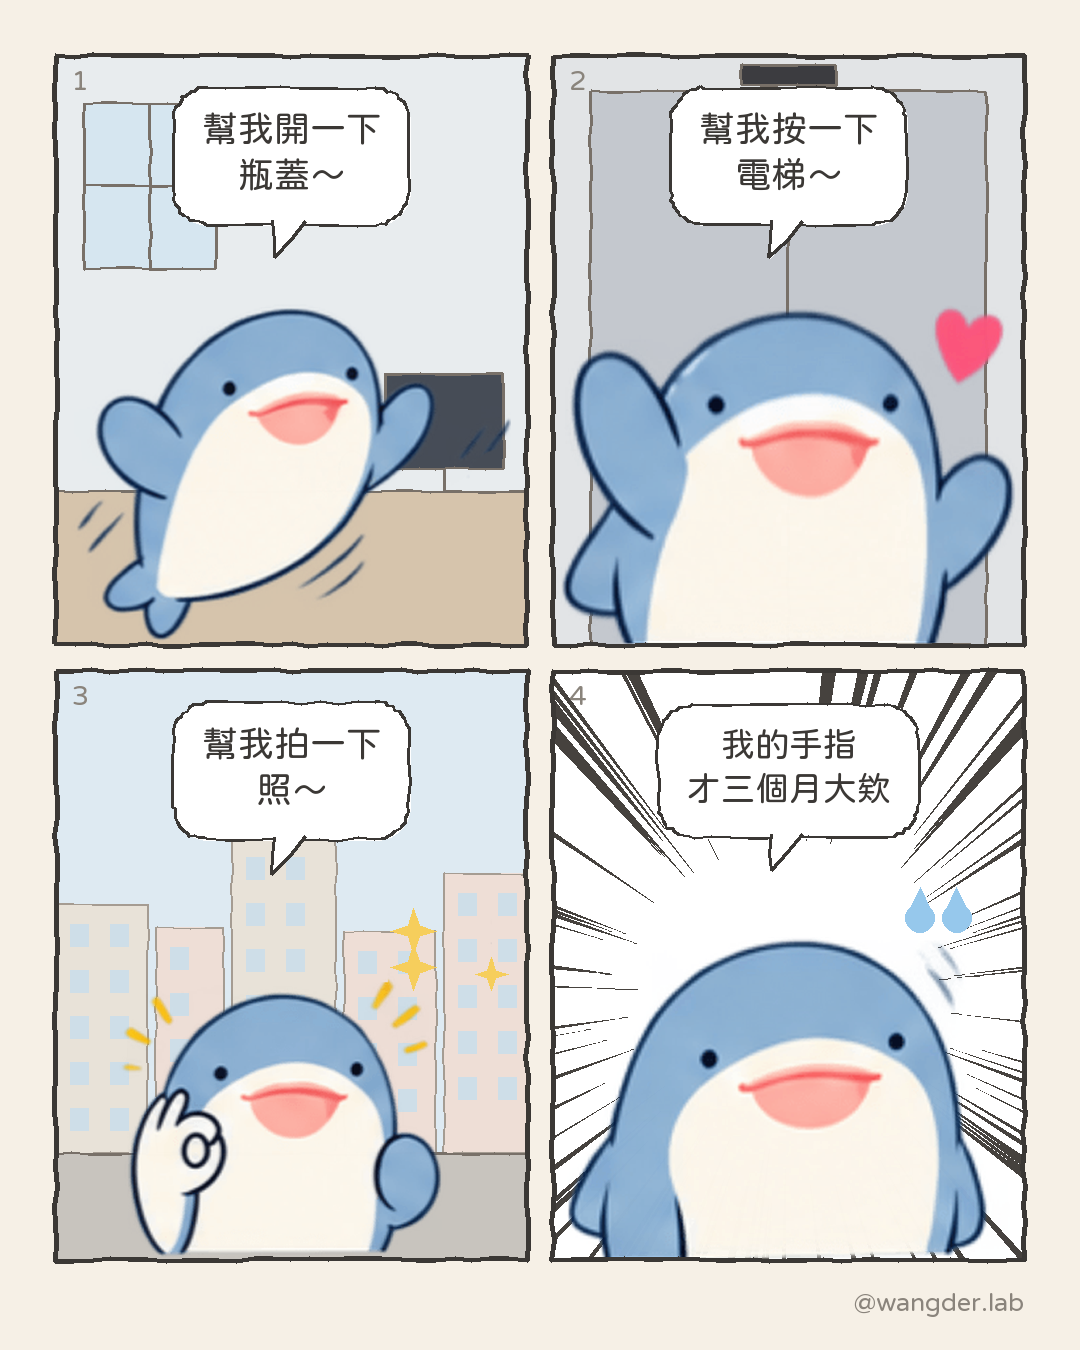 1
幫我開一下
瓶蓋～
2
幫我按一下
電梯～
3
幫我拍一下
照～
4
我的手指
才三個月大欸
@wangder.lab